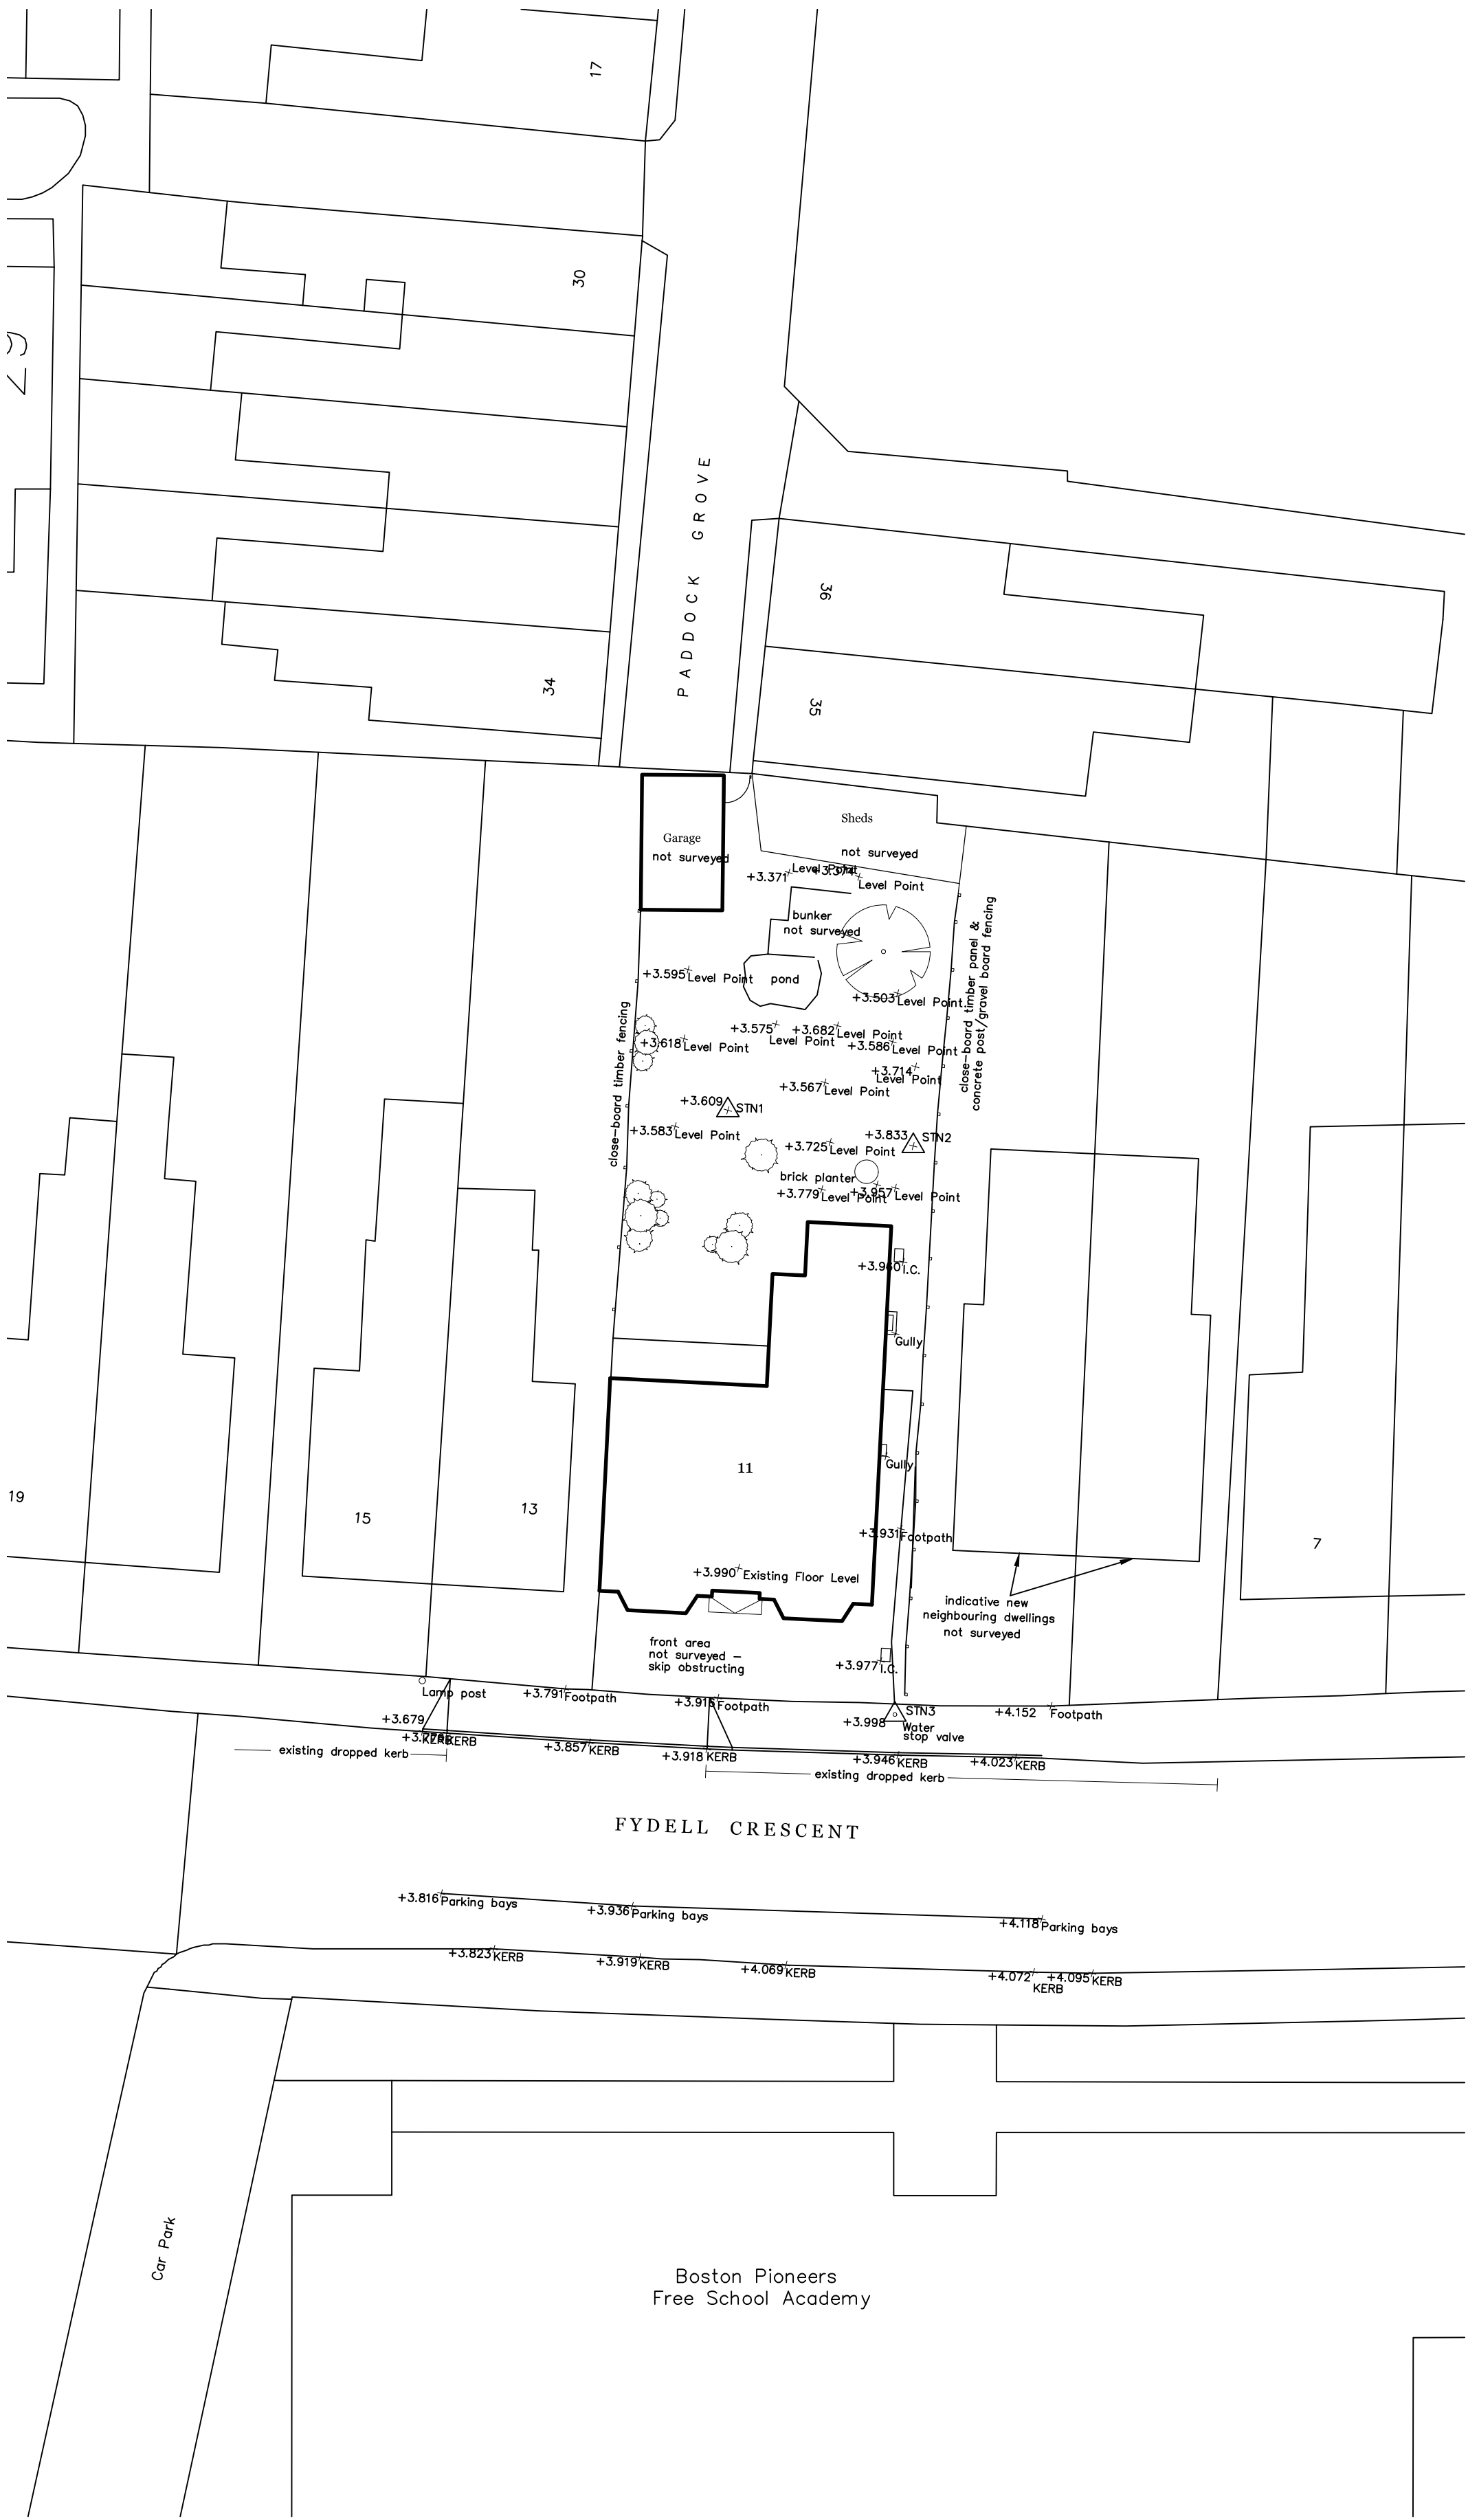 17
30
29
PADDOCK GROVE
36
34
35
Garage
not surveyed
Sheds
not surveyed
+3.371
Level Point
+3.374
Level Point
bunker
not surveyed
+3.595 Level Point
pond
+3.503 Level Point
close-board timber panel &
concrete post/gravel board fencing
close-board timber fencing
+3.575
Level Point
+3.682 Level Point
+3.618 Level Point
+3.586 Level Point
+3.714
Level Point
+3.567 Level Point
+3.609 STN1
+3.583 Level Point
+3.833 STN2
+3.725 Level Point
brick planter
+3.779 Level Point
+3.957 Level Point
+3.960 I.C.
Gully
11
Gully
19
15
13
7
+3.931 Footpath
+3.990 Existing Floor Level
indicative new
neighbouring dwellings
not surveyed
front area
not surveyed -
skip obstructing
+3.977 I.C.
Lamp post
+3.791 Footpath
+3.915 Footpath
STN3
+3.998
Water
stop valve
+4.152 Footpath
+3.679
KERB
KERB
+3.857 KERB
+3.918 KERB
+3.946 KERB
+4.023 KERB
existing dropped kerb
existing dropped kerb
FYDELL CRESCENT
+3.816 Parking bays
+3.936 Parking bays
+4.118 Parking bays
+3.823 KERB
+3.919 KERB
+4.069 KERB
+4.072
KERB
+4.095 KERB
Car Park
Boston Pioneers
Free School Academy